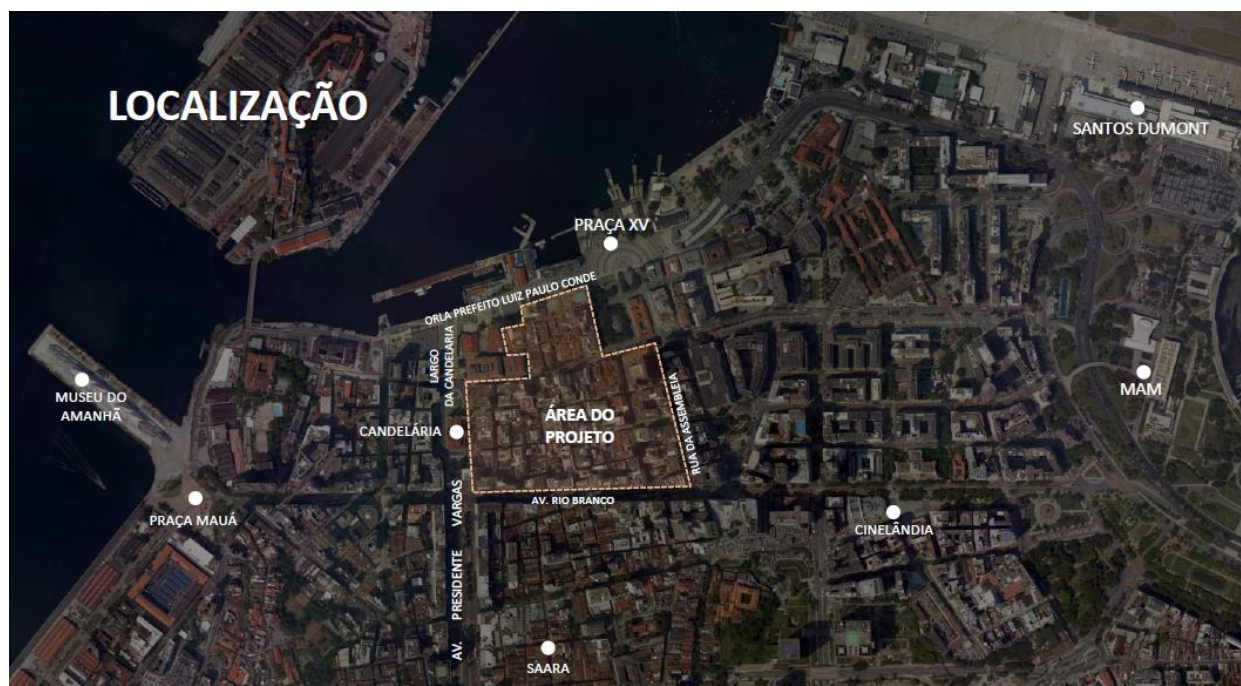 LOCALIZAÇÃO
SANTOS DUMONT
PRAÇA XV
ORLA PREFEITO LUIZ PAULO CONDE
LARGO
DA CANDELÁRIA
MUSEU DO
AMANHÃ
CANDELÁRIA
ÁREA DO
PROJETO
RUA DA ASSEMBLEIA
MAM
AV. RIO BRANCO
PRAÇA MAUÁ
CINELÂNDIA
AV. PRESIDENTE VARGAS
SAARA